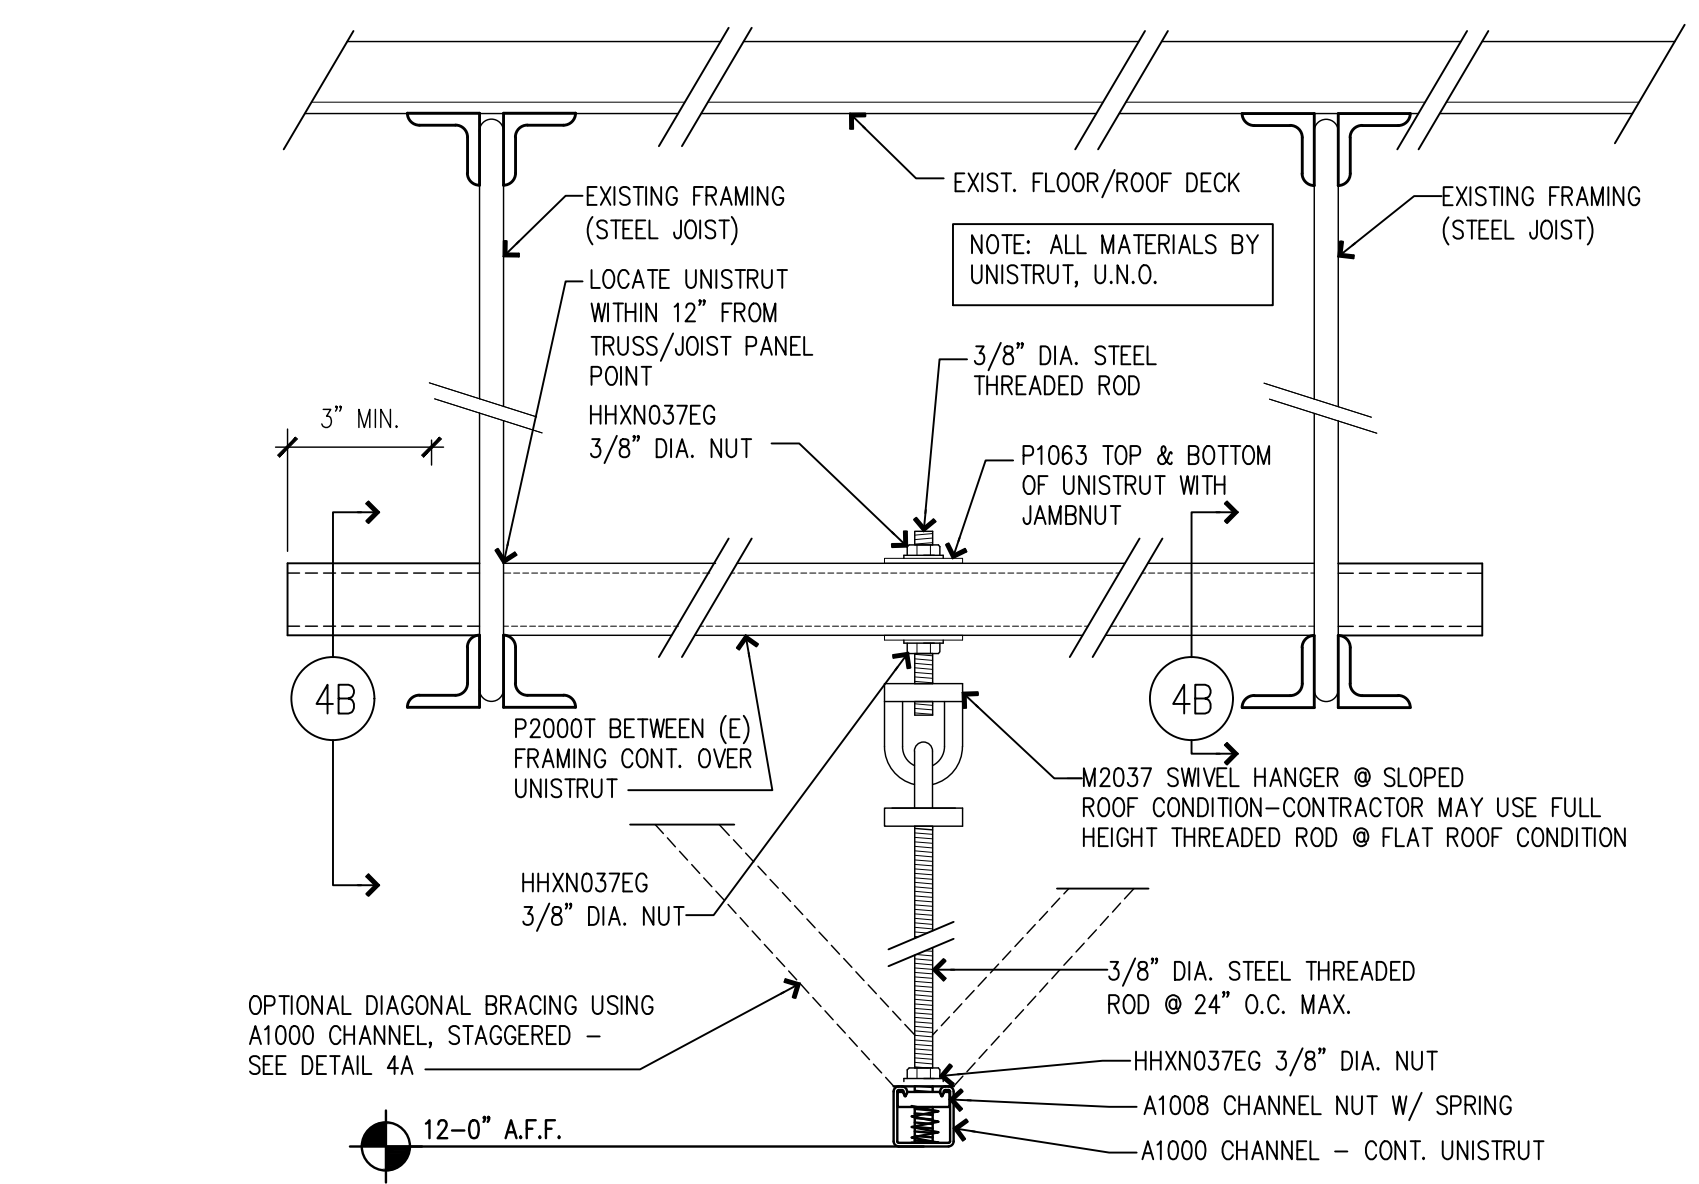 EXIST. FLOOR/ROOF DECK
EXISTING FRAMING
(STEEL JOIST)
EXISTING FRAMING
(STEEL JOIST)
NOTE: ALL MATERIALS BY
UNISTRUT, U.N.O.
LOCATE UNISTRUT
WITHIN 12" FROM
TRUSS/JOIST PANEL
POINT
3/8" DIA. STEEL
THREADED ROD
3" MIN.
HHXN037EG
3/8" DIA. NUT
P1063 TOP & BOTTOM
OF UNISTRUT WITH
JAMBNUT
4B
4B
P2000T BETWEEN (E)
FRAMING CONT. OVER
UNISTRUT
M2037 SWIVEL HANGER @ SLOPED
ROOF CONDITION-CONTRACTOR MAY USE FULL
HEIGHT THREADED ROD @ FLAT ROOF CONDITION
HHXN037EG
3/8" DIA. NUT
3/8" DIA. STEEL THREADED
ROD @ 24" O.C. MAX.
OPTIONAL DIAGONAL BRACING USING
A1000 CHANNEL, STAGGERED -
SEE DETAIL 4A
HHXN037EG 3/8" DIA. NUT
A1008 CHANNEL NUT W/ SPRING
12-0" A.F.F.
A1000 CHANNEL - CONT. UNISTRUT